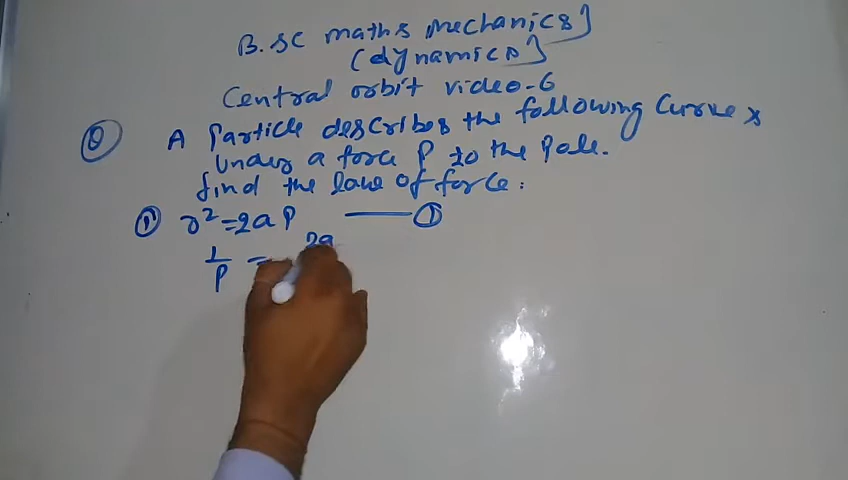 B.SC maths Mechanics]
(dynamics]
Central orbit video-6
Q A Particle describes the following Curves
Under a force P to the Pole.
find the law of force:
(1) r² = 2aP —— (1)
1/P = 2a